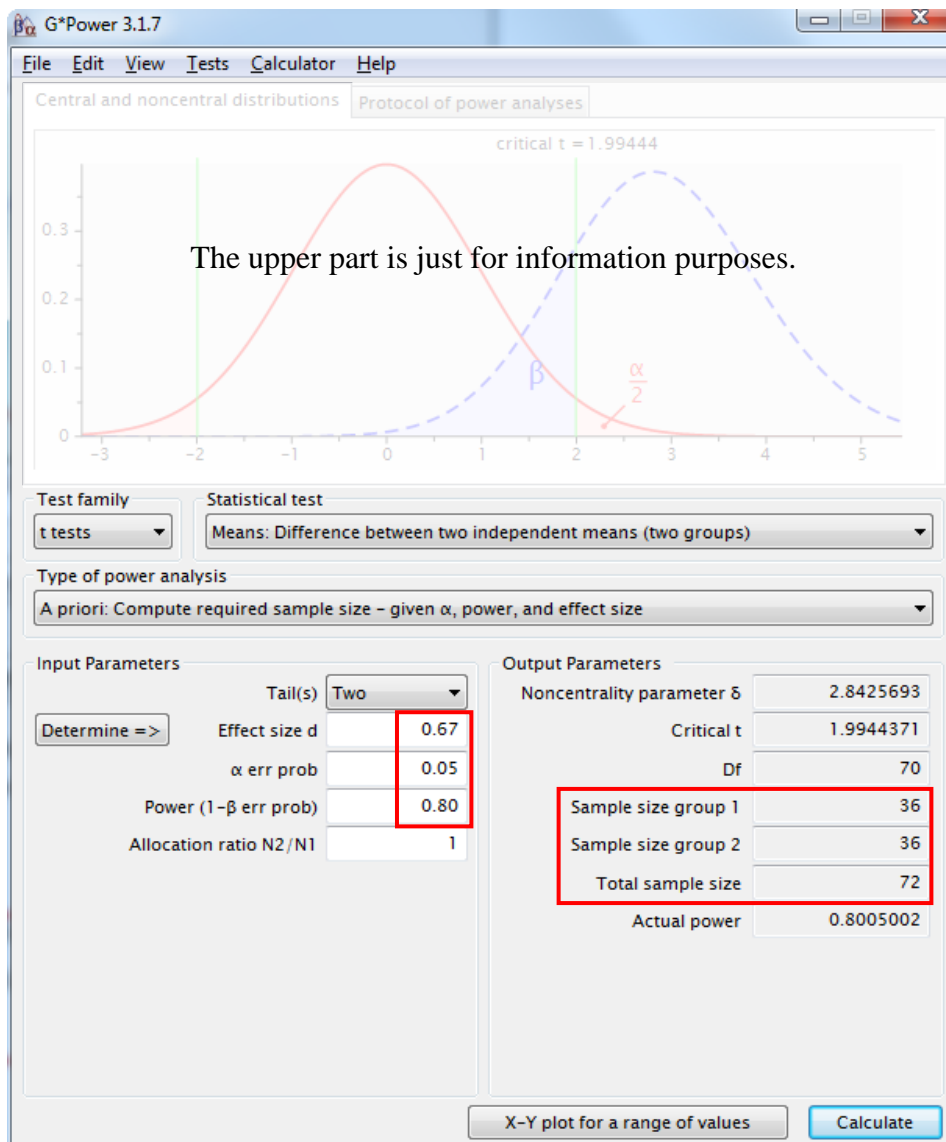 G*Power 3.1.7
File Edit View Tests Calculator Help
Central and noncentral distributions Protocol of power analyses
critical t = 1.99444
0.3
The upper part is just for information purposes.
0.2
0.1
β
α
2
0
-3 -2 -1 0 1 2 3 4 5
Test family Statistical test
t tests Means: Difference between two independent means (two groups)
Type of power analysis
A priori: Compute required sample size – given α, power, and effect size
Input Parameters Output Parameters
Tail(s) Two Noncentrality parameter δ 2.8425693
Determine => Effect size d 0.67 Critical t 1.9944371
α err prob 0.05 Df 70
Power (1-β err prob) 0.80 Sample size group 1 36
Allocation ratio N2/N1 1 Sample size group 2 36
Total sample size 72
Actual power 0.8005002
X-Y plot for a range of values Calculate